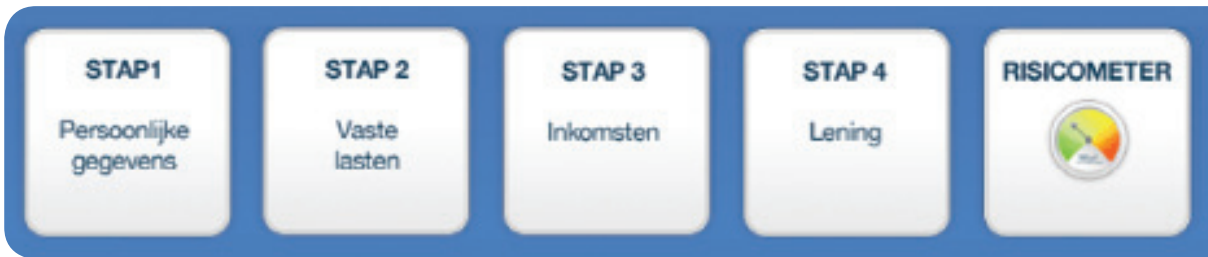 STAP1
Persoonlijke
gegevens
STAP 2
Vaste
lasten
STAP 3
Inkomsten
STAP 4
Lening
RISICOMETER